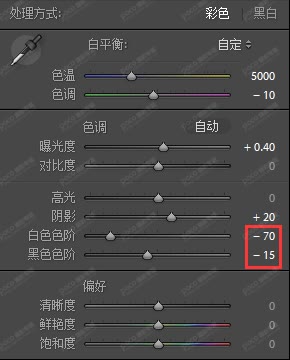 处理方式: 彩色 | 黑白
白平衡: 自定
色温 5000
色调 − 10
色调 自动
曝光度 + 0.40
对比度 0
高光 0
阴影 + 20
白色色阶 − 70
黑色色阶 − 15
偏好
清晰度 0
鲜艳度 0
饱和度 0